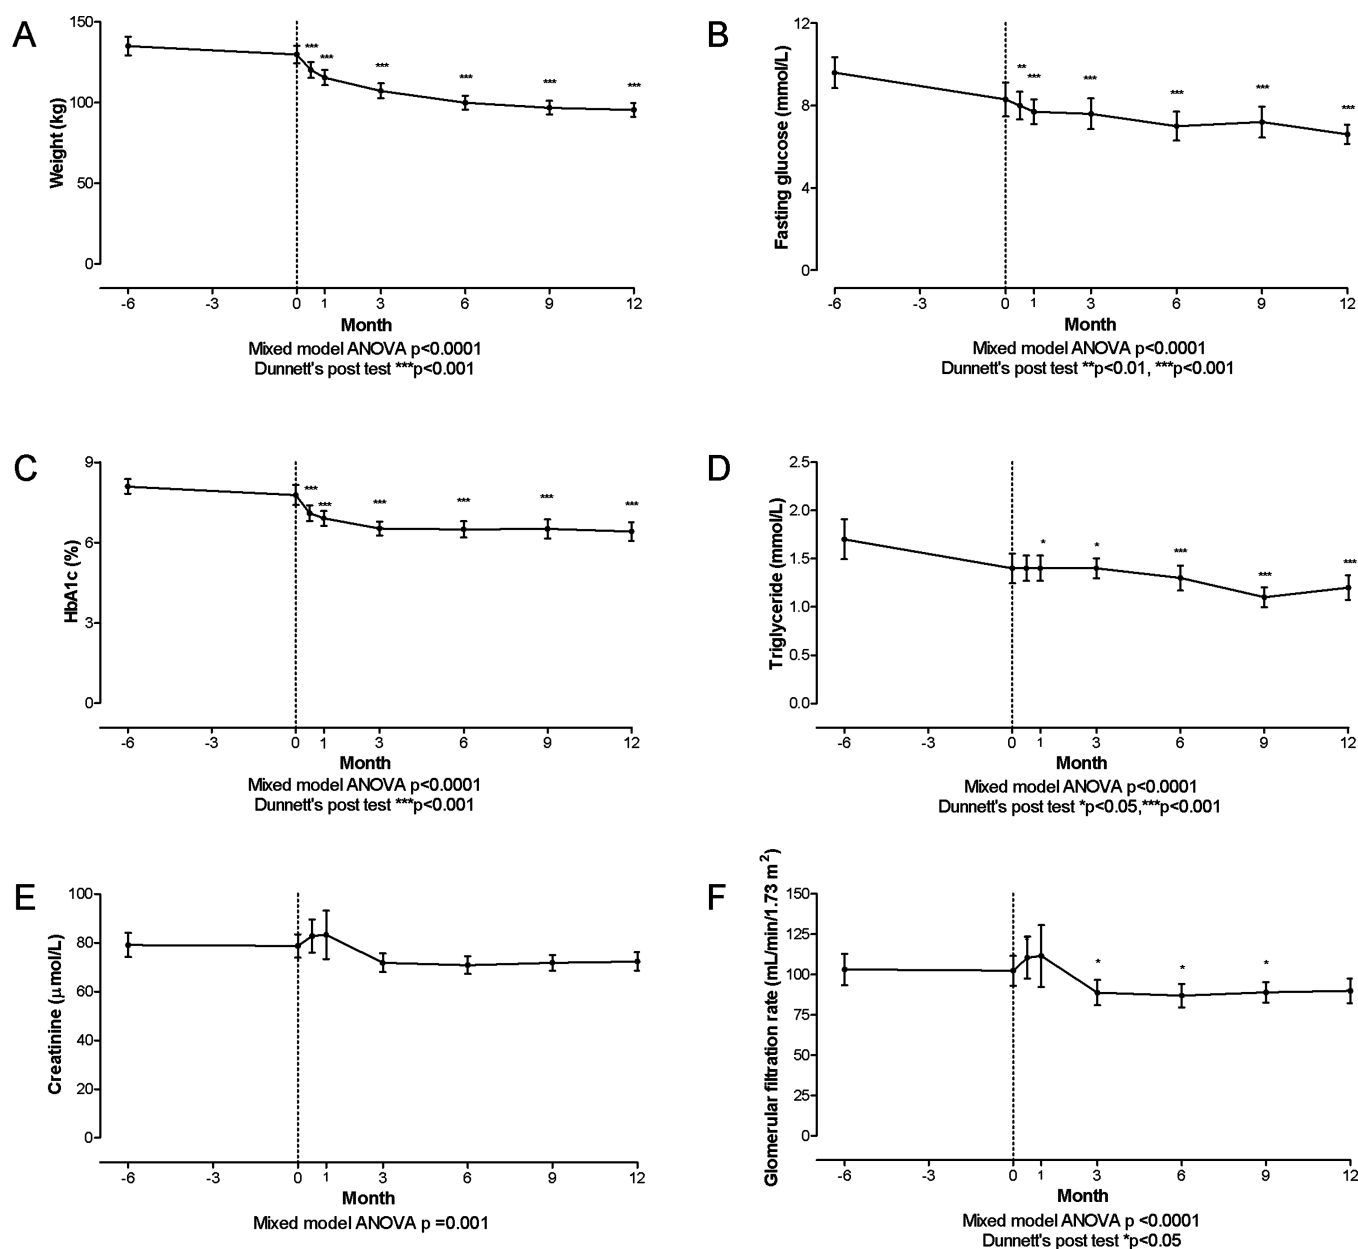 A
Weight (kg)
150
100
50
0
***
***
***
***
***
***
-6 -3 0 1 3 6 9 12
Month
Mixed model ANOVA p<0.0001
Dunnett's post test ***p<0.001
B
Fasting glucose (mmol/L)
12
8
4
0
**
***
***
***
***
***
-6 -3 0 1 3 6 9 12
Month
Mixed model ANOVA p<0.0001
Dunnett's post test **p<0.01, ***p<0.001
C
HbA1c (%)
9
6
3
0
***
***
***
***
***
***
-6 -3 0 1 3 6 9 12
Month
Mixed model ANOVA p<0.0001
Dunnett's post test ***p<0.001
D
Triglyceride (mmol/L)
2.5
2.0
1.5
1.0
0.5
0.0
*
*
***
***
***
-6 -3 0 1 3 6 9 12
Month
Mixed model ANOVA p<0.0001
Dunnett's post test *p<0.05,***p<0.001
E
Creatinine (μmol/L)
100
80
60
40
20
0
-6 -3 0 1 3 6 9 12
Month
Mixed model ANOVA p =0.001
F
Glomerular filtration rate (mL/min/1.73 m²)
150
125
100
75
50
25
0
*
*
*
-6 -3 0 1 3 6 9 12
Month
Mixed model ANOVA p <0.0001
Dunnett's post test *p<0.05